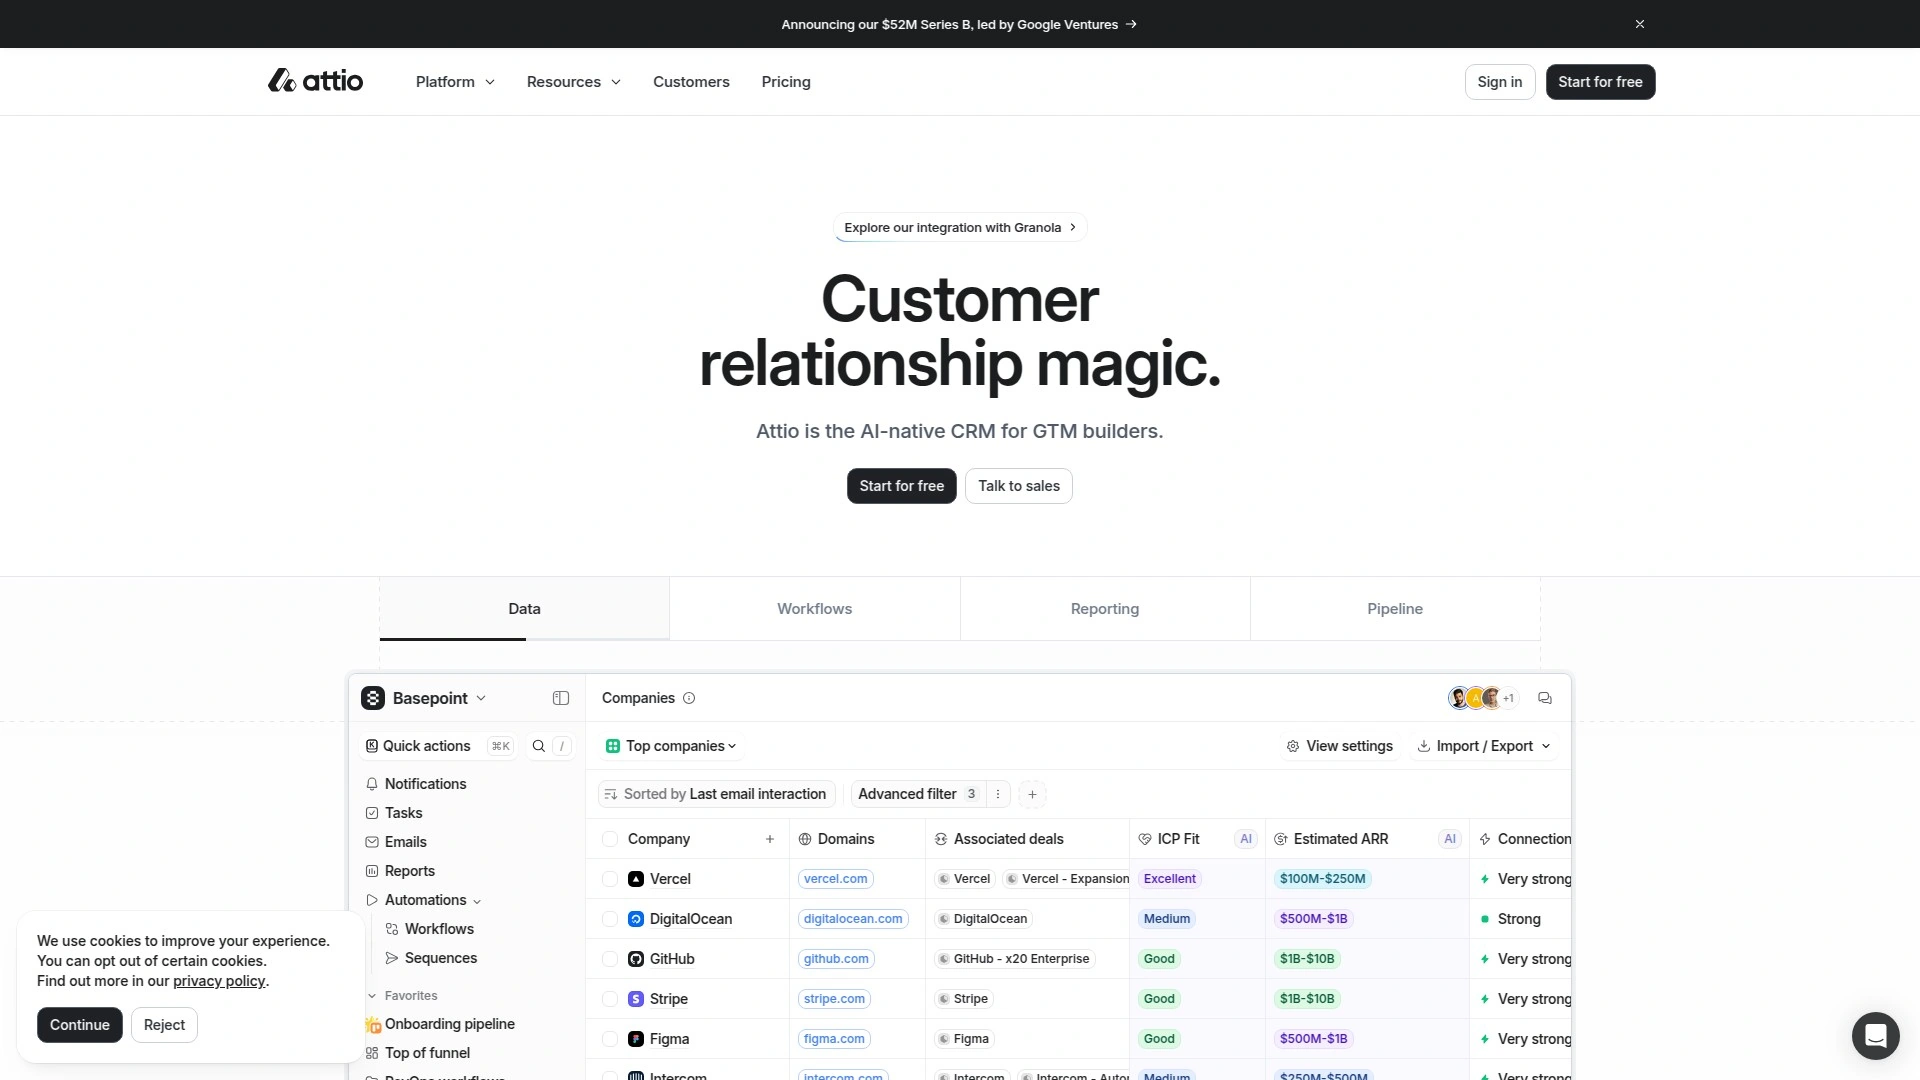 Announcing our $52M Series B, led by Google Ventures →
attio
Platform
Resources
Customers
Pricing
Sign in
Start for free
Explore our integration with Granola
Customer
relationship magic.
Attio is the AI-native CRM for GTM builders.
Start for free
Talk to sales
Data
Workflows
Reporting
Pipeline
Basepoint
Companies
A
+1
Quick actions
⌘K
/
Top companies
View settings
Import / Export
Notifications
Tasks
Emails
Reports
Automations
Workflows
Sequences
Favorites
Onboarding pipeline
Top of funnel
RevOps workflows
Sorted by Last email interaction
Advanced filter 3
+
Company + Domains Associated deals ICP Fit AI Estimated ARR AI Connection
Vercel vercel.com Vercel Vercel - Expansion Excellent $100M-$250M Very strong
DigitalOcean digitalocean.com DigitalOcean Medium $500M-$1B Strong
GitHub github.com GitHub - x20 Enterprise Good $1B-$10B Very strong
Stripe stripe.com Stripe Good $1B-$10B Very strong
Figma figma.com Figma Good $500M-$1B Very strong
Intercom intercom.com Intercom Intercom - Medium $250M-$500M Very strong
We use cookies to improve your experience.
You can opt out of certain cookies.
Find out more in our privacy policy.
Continue
Reject